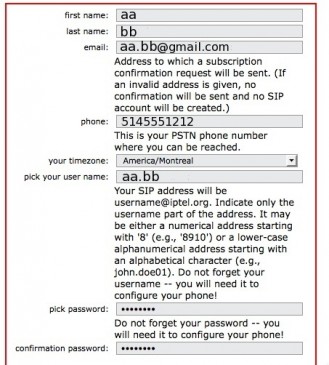 first name: aa
last name: bb
email: aa.bb@gmail.com
Address to which a subscription
confirmation request will be sent. (If
an invalid address is given, no
confirmation will be sent and no SIP
account will be created.)
phone: 5145551212
This is your PSTN phone number
where you can be reached.
your timezone: America/Montreal
pick your user name: aa.bb
Your SIP address will be
username@iptel.org. Indicate only the
username part of the address. It may
be either a numerical address starting
with '8' (e.g., '8910') or a lower-case
alphanumerical address starting with
an alphabetical character (e.g.,
john.doe01). Do not forget your
username -- you will need it to
configure your phone!
pick password: ••••••••
Do not forget your password -- you
will need it to configure your phone!
confirmation password: ••••••••